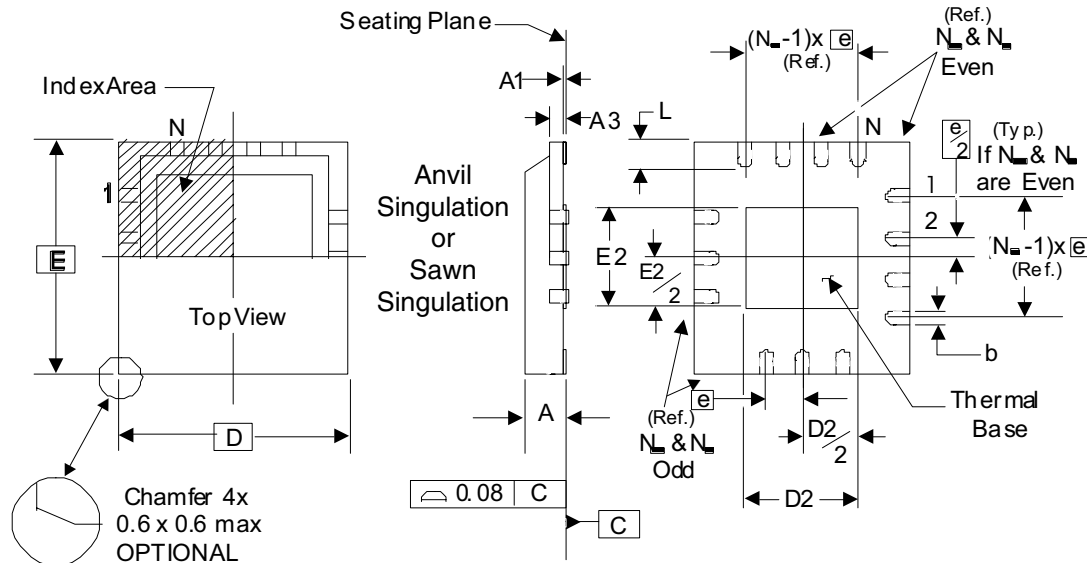 Seating Plane
(Ref.)
N & N
Even
(N -1)x e
(Ref.)
A1
Index Area
L
A3
N
N
e/2
(Typ.)
If N & N
are Even
1
Anvil
Singulation
or
Sawn
Singulation
1
2
E2
E2/2
(N -1)x e
(Ref.)
E
Top View
b
e
A
(Ref.)
N & N
Odd
D2/2
Thermal
Base
D
Chamfer 4x
0.6 x 0.6 max
OPTIONAL
0.08 C
D2
C